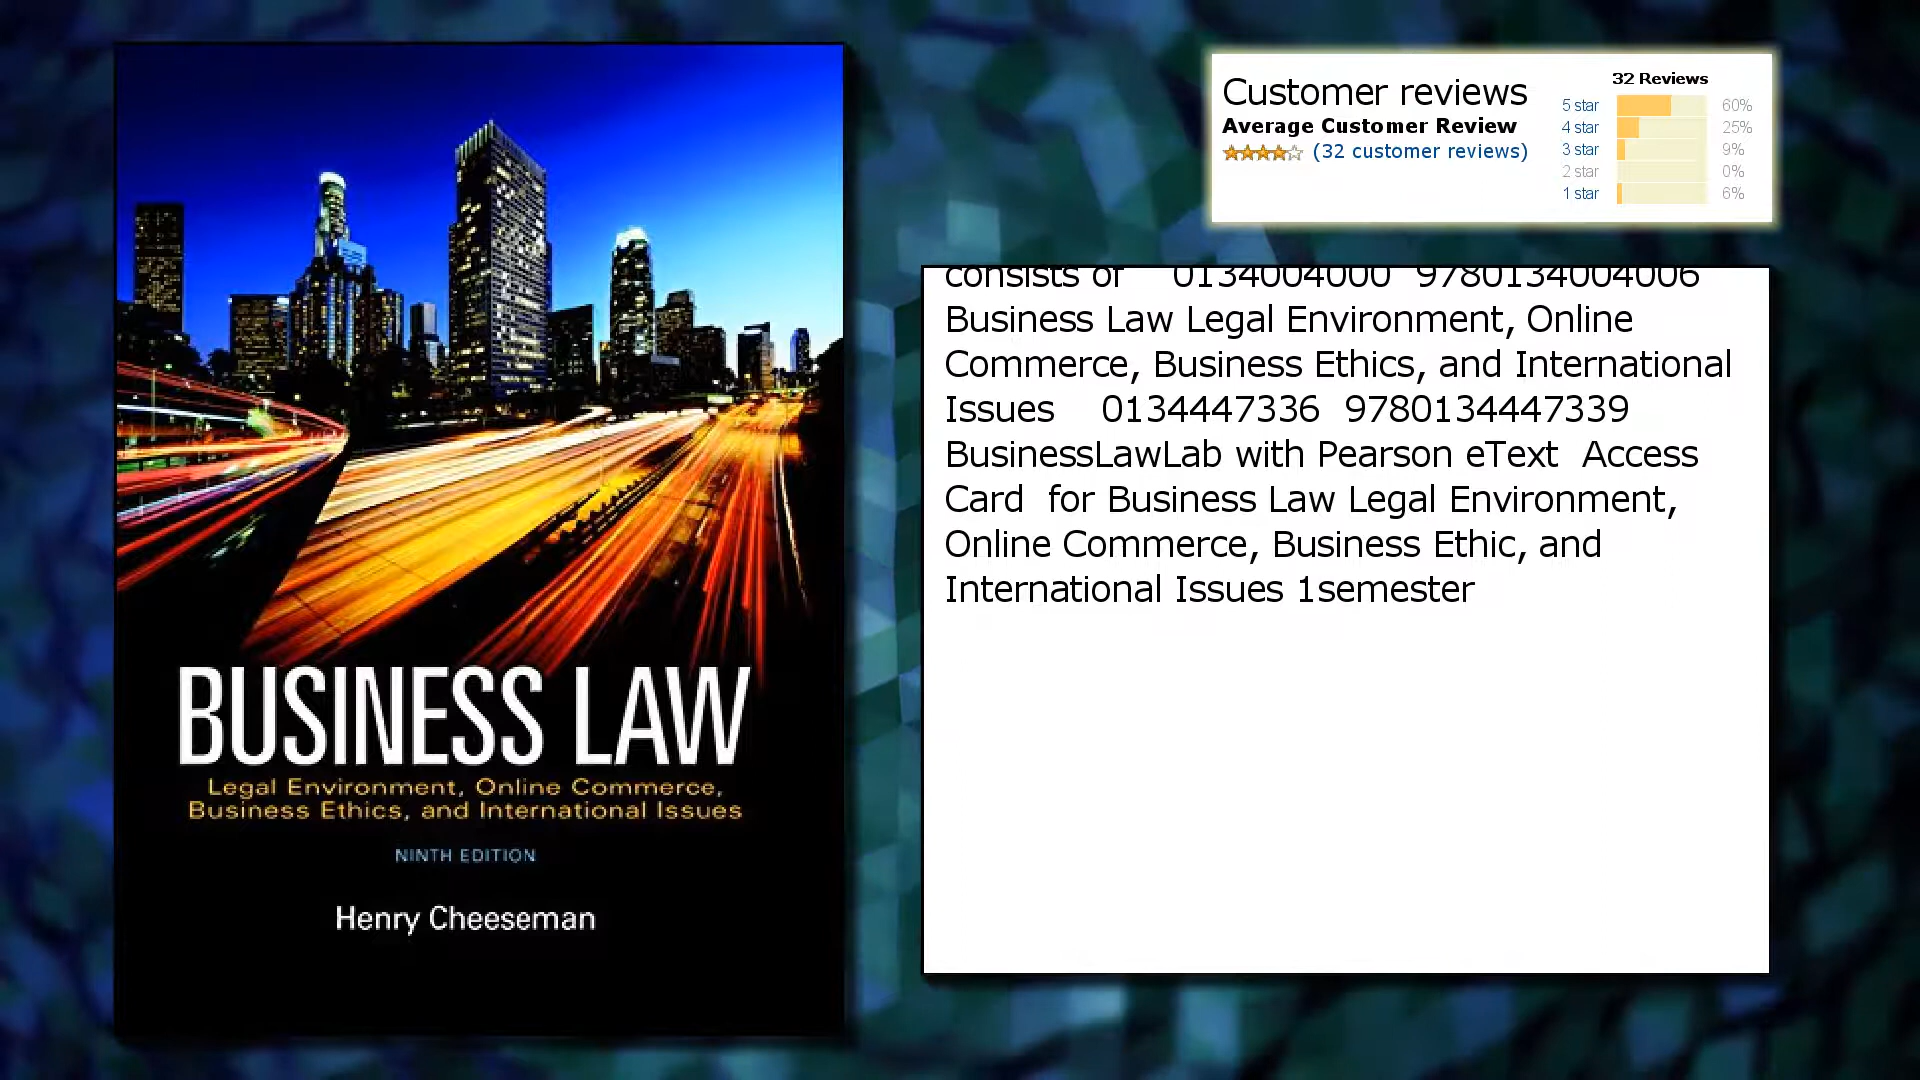 BUSINESS LAW
Legal Environment, Online Commerce,
Business Ethics, and International Issues
NINTH EDITION
Henry Cheeseman
Customer reviews
Average Customer Review
(32 customer reviews)
32 Reviews
5 star 60%
4 star 25%
3 star 9%
2 star 0%
1 star 6%
consists of 0134004000 9780134004006
Business Law Legal Environment, Online
Commerce, Business Ethics, and International
Issues 0134447336 9780134447339
BusinessLawLab with Pearson eText Access
Card for Business Law Legal Environment,
Online Commerce, Business Ethic, and
International Issues 1semester